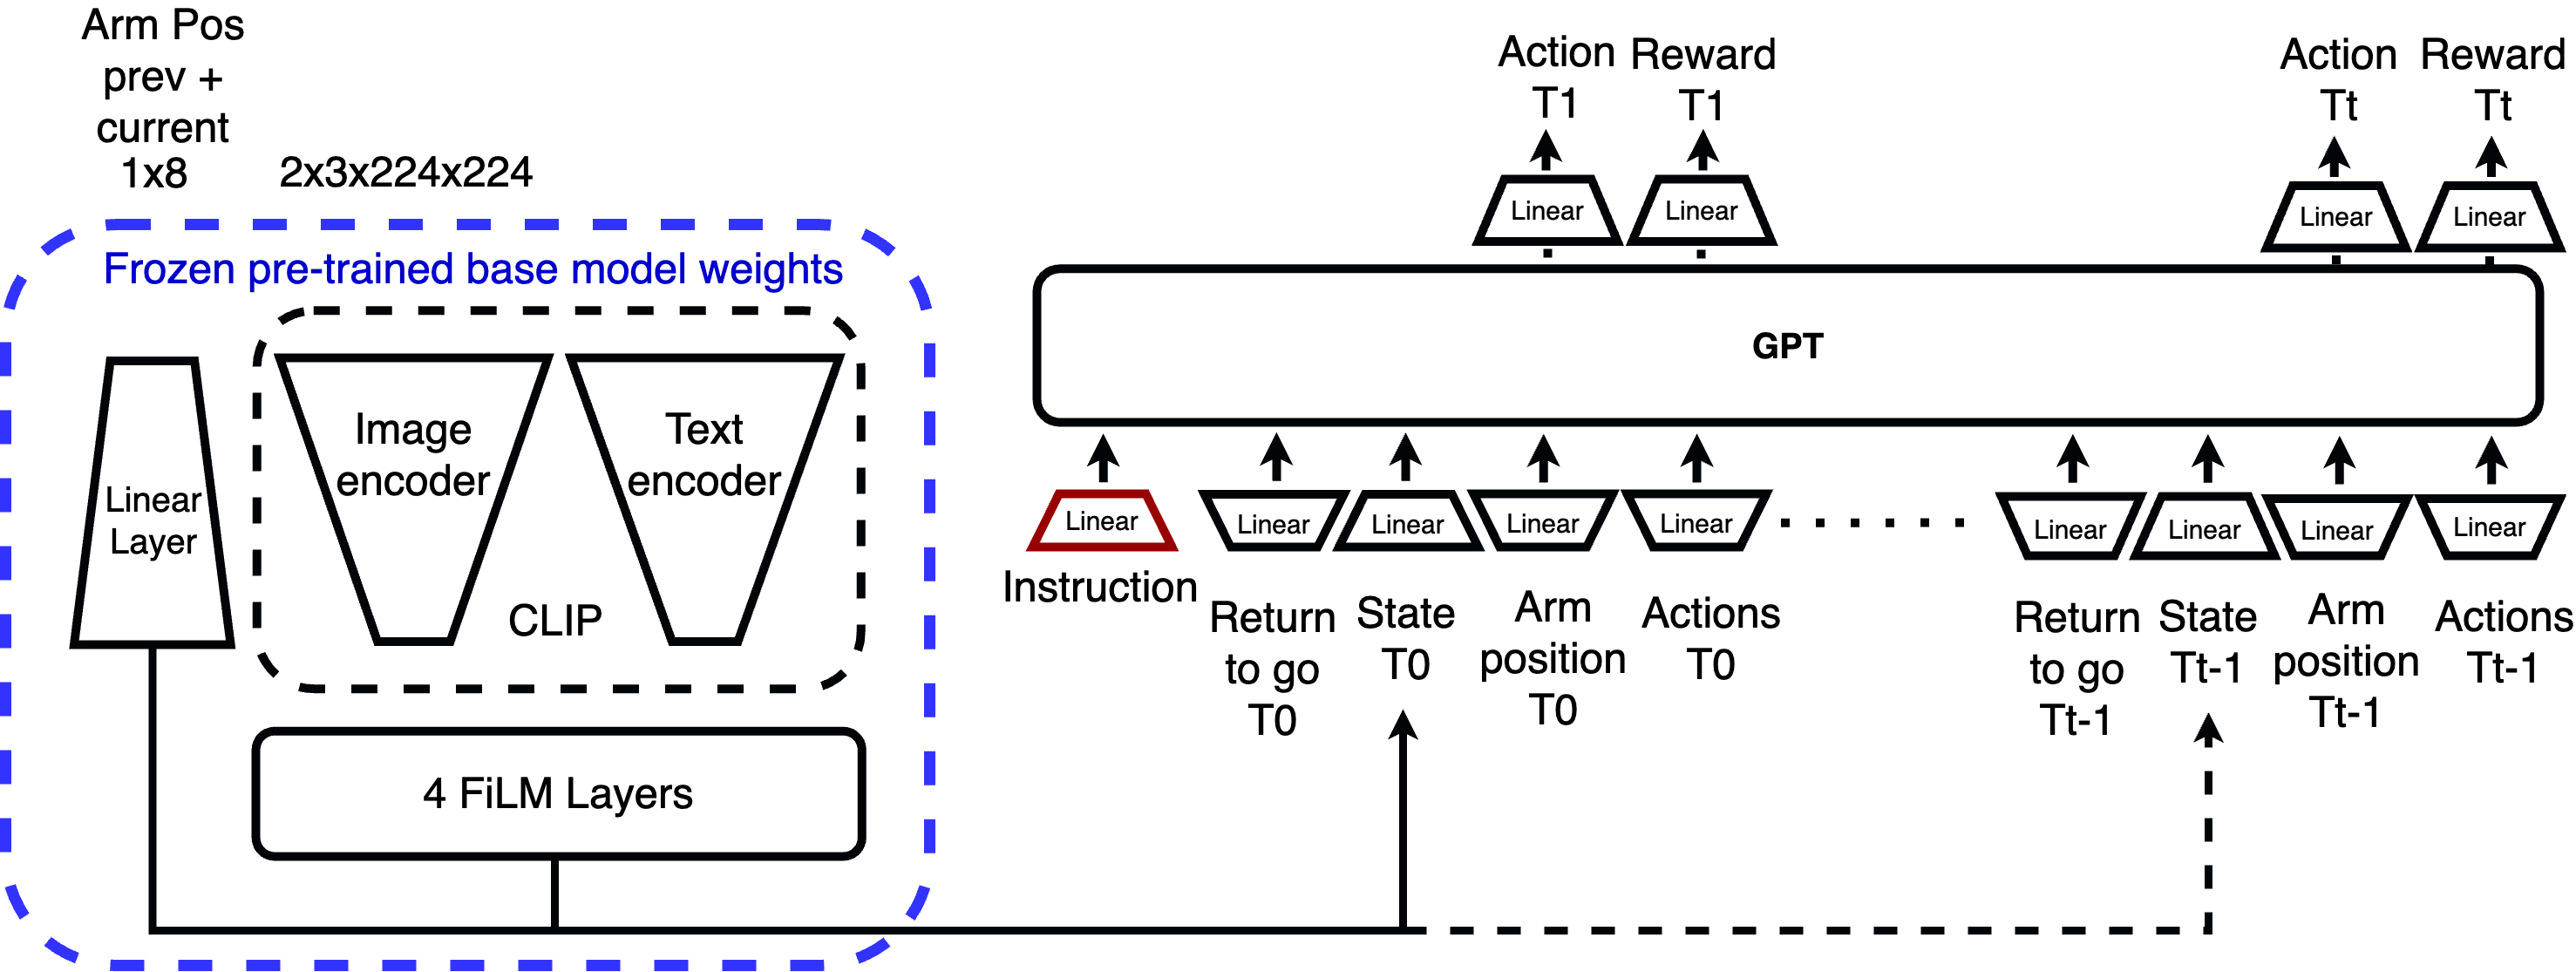 Arm Pos
prev +
current
1x8
2x3x224x224
Frozen pre-trained base model weights
Linear
Layer
Image
encoder
Text
encoder
CLIP
4 FiLM Layers
Action
T1
Reward
T1
Action
Tt
Reward
Tt
Linear
Linear
Linear
Linear
GPT
Linear
Linear
Linear
Linear
Linear
Linear
Linear
Linear
Linear
Instruction
Return
to go
T0
State
T0
Arm
position
T0
Actions
T0
Return
to go
Tt-1
State
Tt-1
Arm
position
Tt-1
Actions
Tt-1